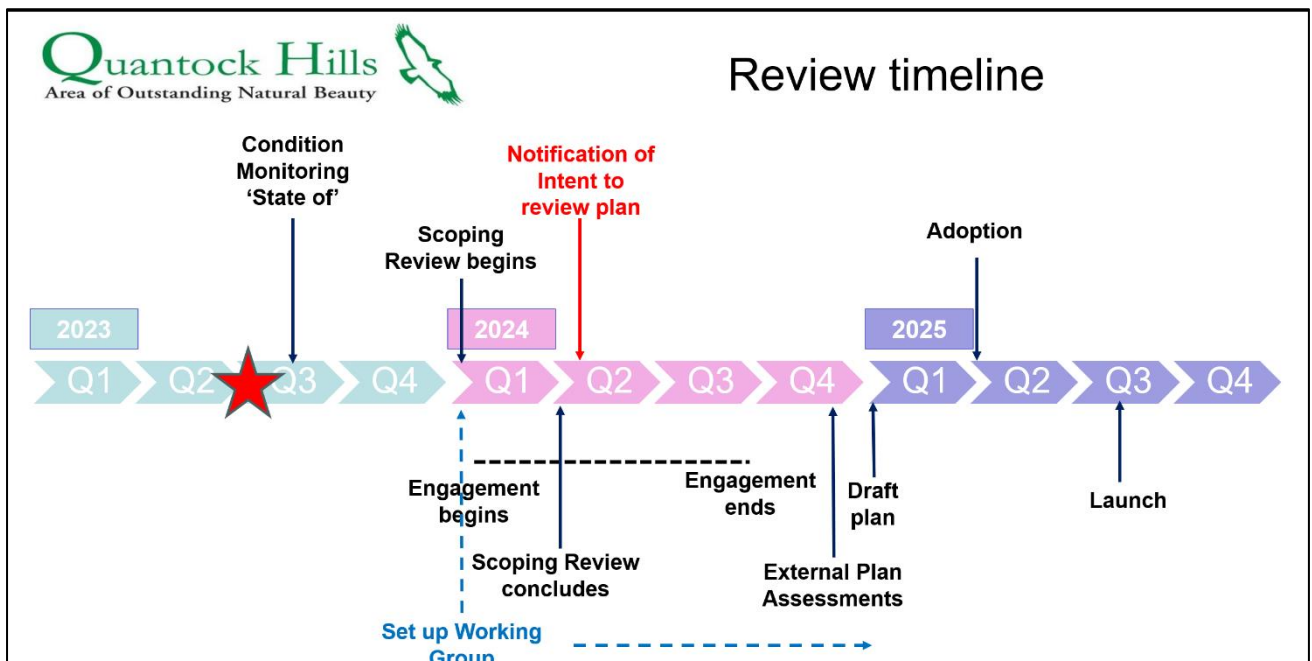 Quantock Hills
Area of Outstanding Natural Beauty
Review timeline
Condition
Monitoring
‘State of’
Notification of
Intent to
review plan
Scoping
Review begins
Adoption
2023
2024
2025
Q1
Q2
Q3
Q4
Q1
Q2
Q3
Q4
Q1
Q2
Q3
Q4
Engagement
begins
Engagement
ends
Draft
plan
Launch
Scoping Review
concludes
External Plan
Assessments
Set up Working
Group